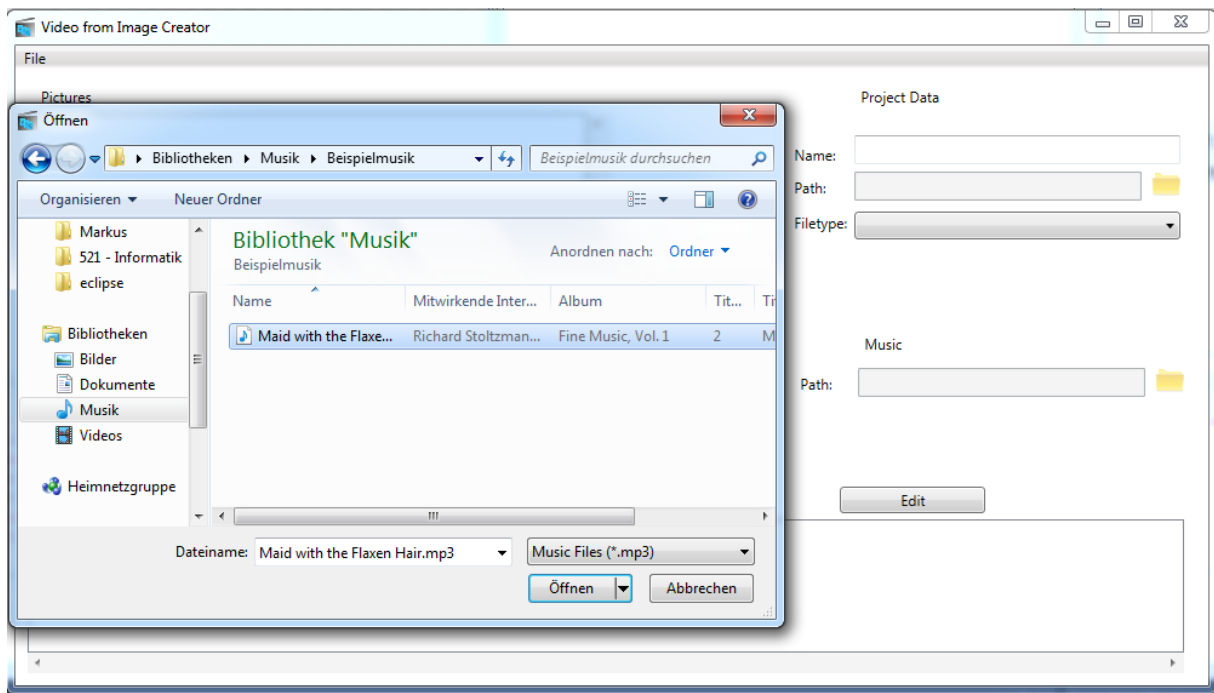 Video from Image Creator
File
Pictures
Project Data
Öffnen
Bibliotheken Musik Beispielmusik
Beispielmusik durchsuchen
Name:
Path:
Filetype:
Organisieren Neuer Ordner
Markus
521 - Informatik
eclipse
Bibliotheken
Bilder
Dokumente
Musik
Videos
Heimnetzgruppe
Bibliothek "Musik"
Beispielmusik
Anordnen nach: Ordner
Name Mitwirkende Inter... Album Tit...
Maid with the Flaxe... Richard Stoltzman... Fine Music, Vol. 1 2
Music
Path:
Edit
Dateiname: Maid with the Flaxen Hair.mp3 Music Files (*.mp3)
Öffnen Abbrechen